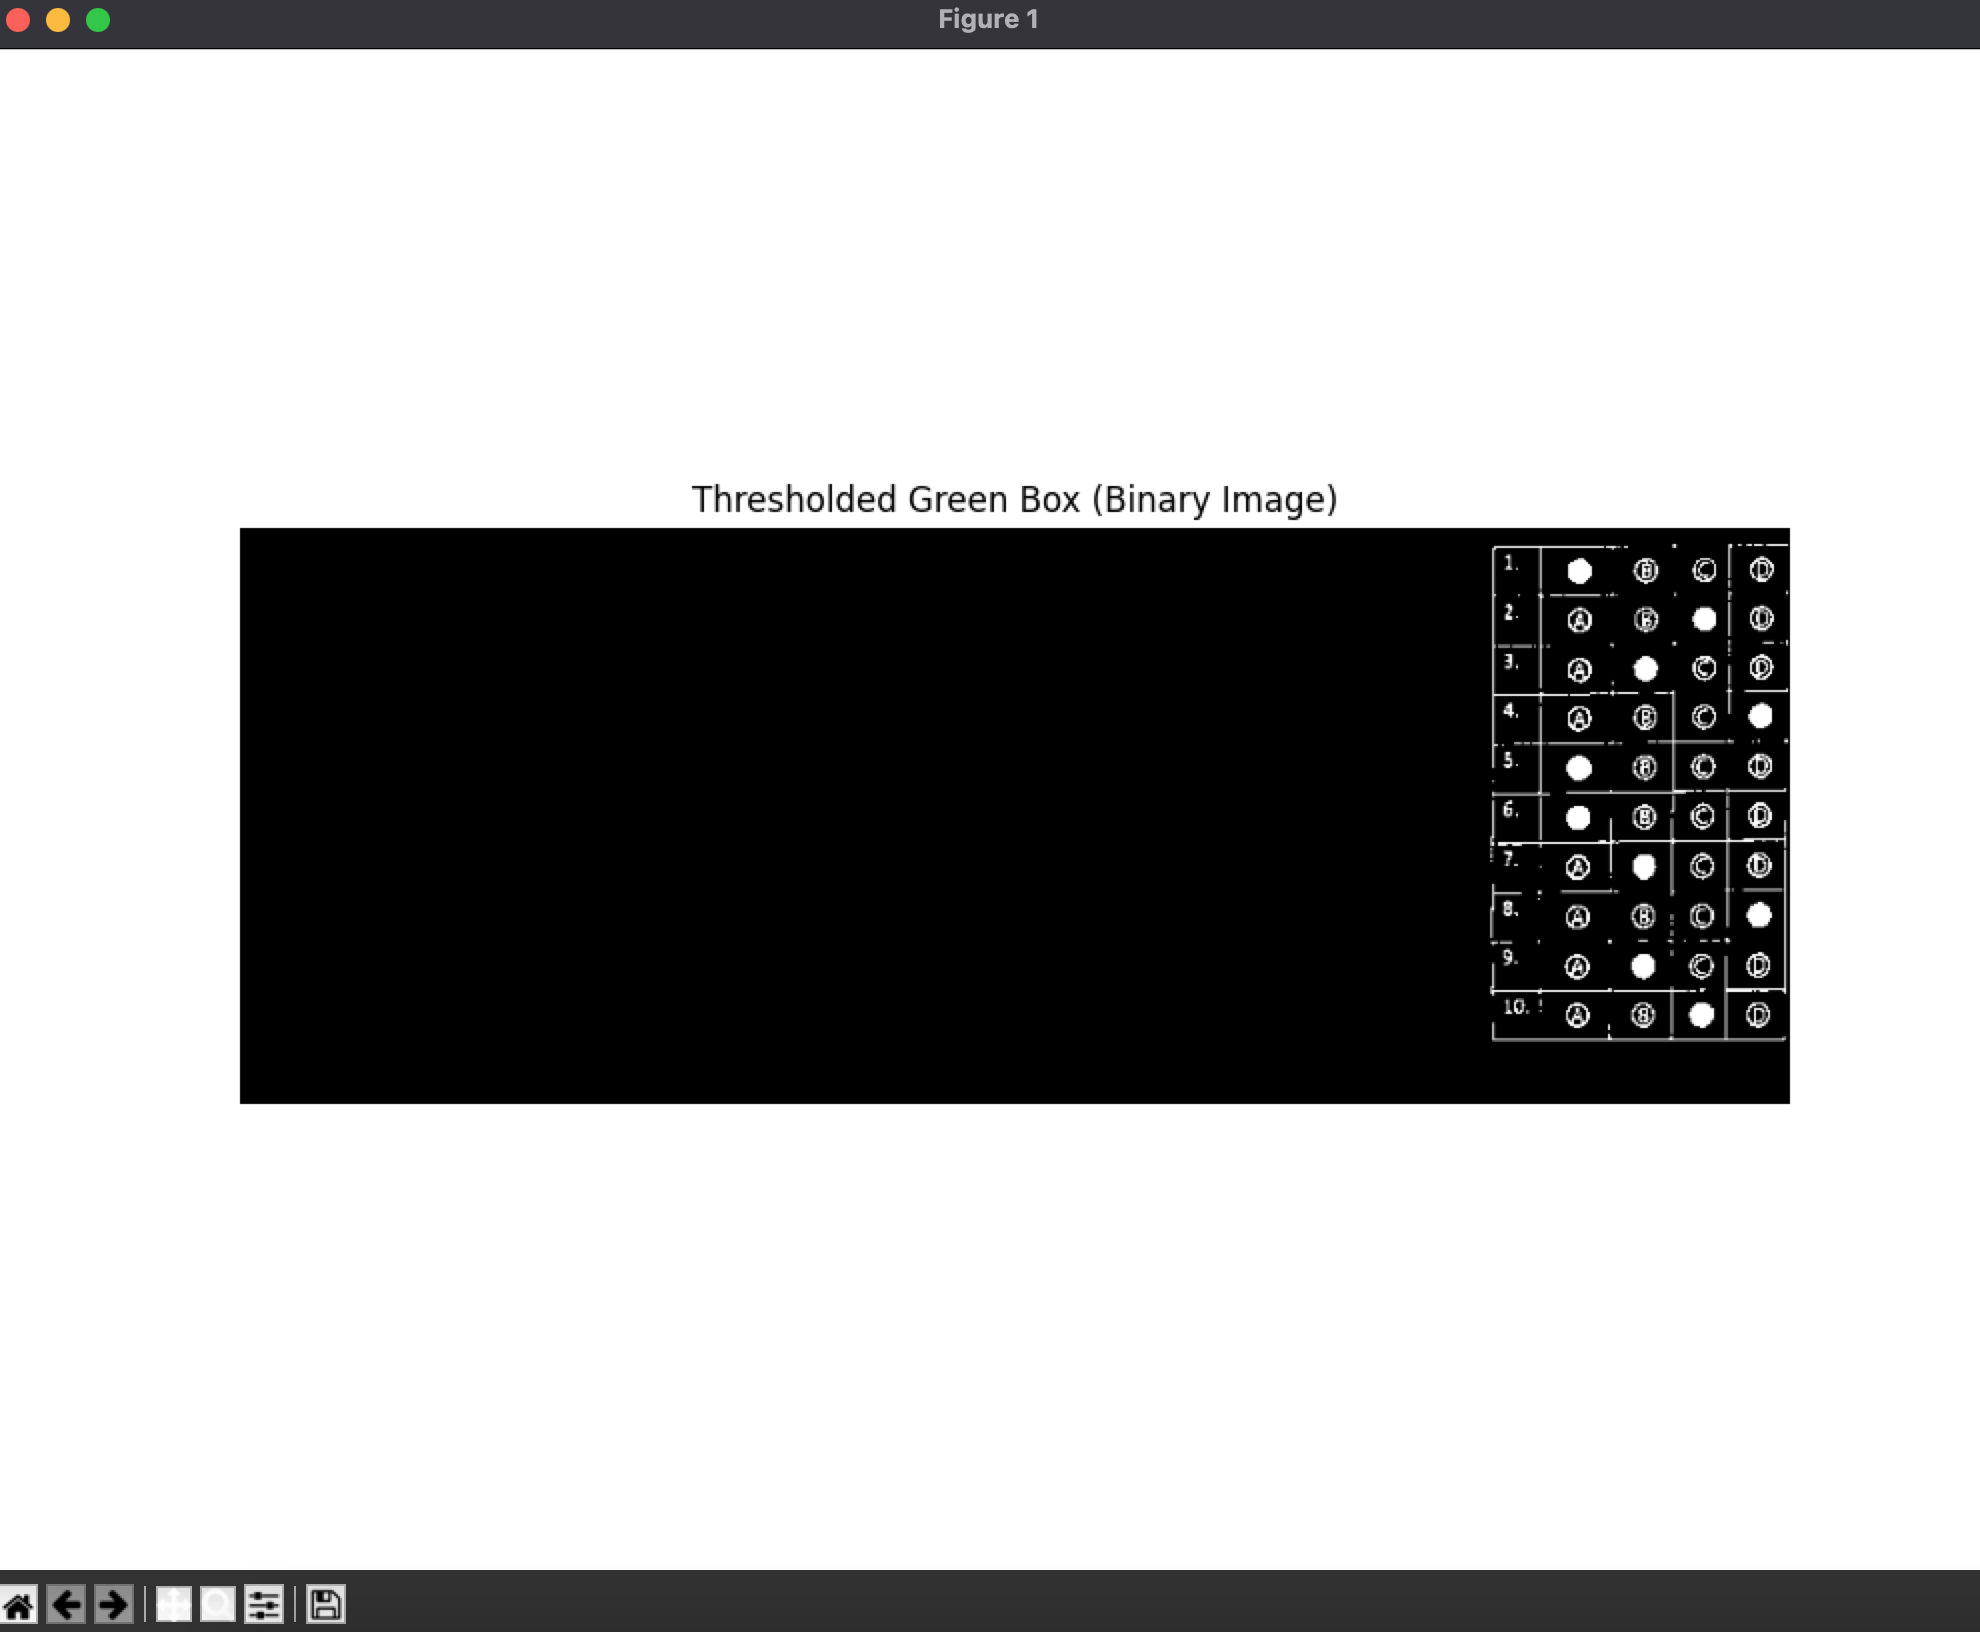 Figure 1
Thresholded Green Box (Binary Image)
1. B C D
2. A B D
3. A C D
4. A B C
5. B C D
6. B C D
7. A C D
8. A B C
9. A C D
10. A B D